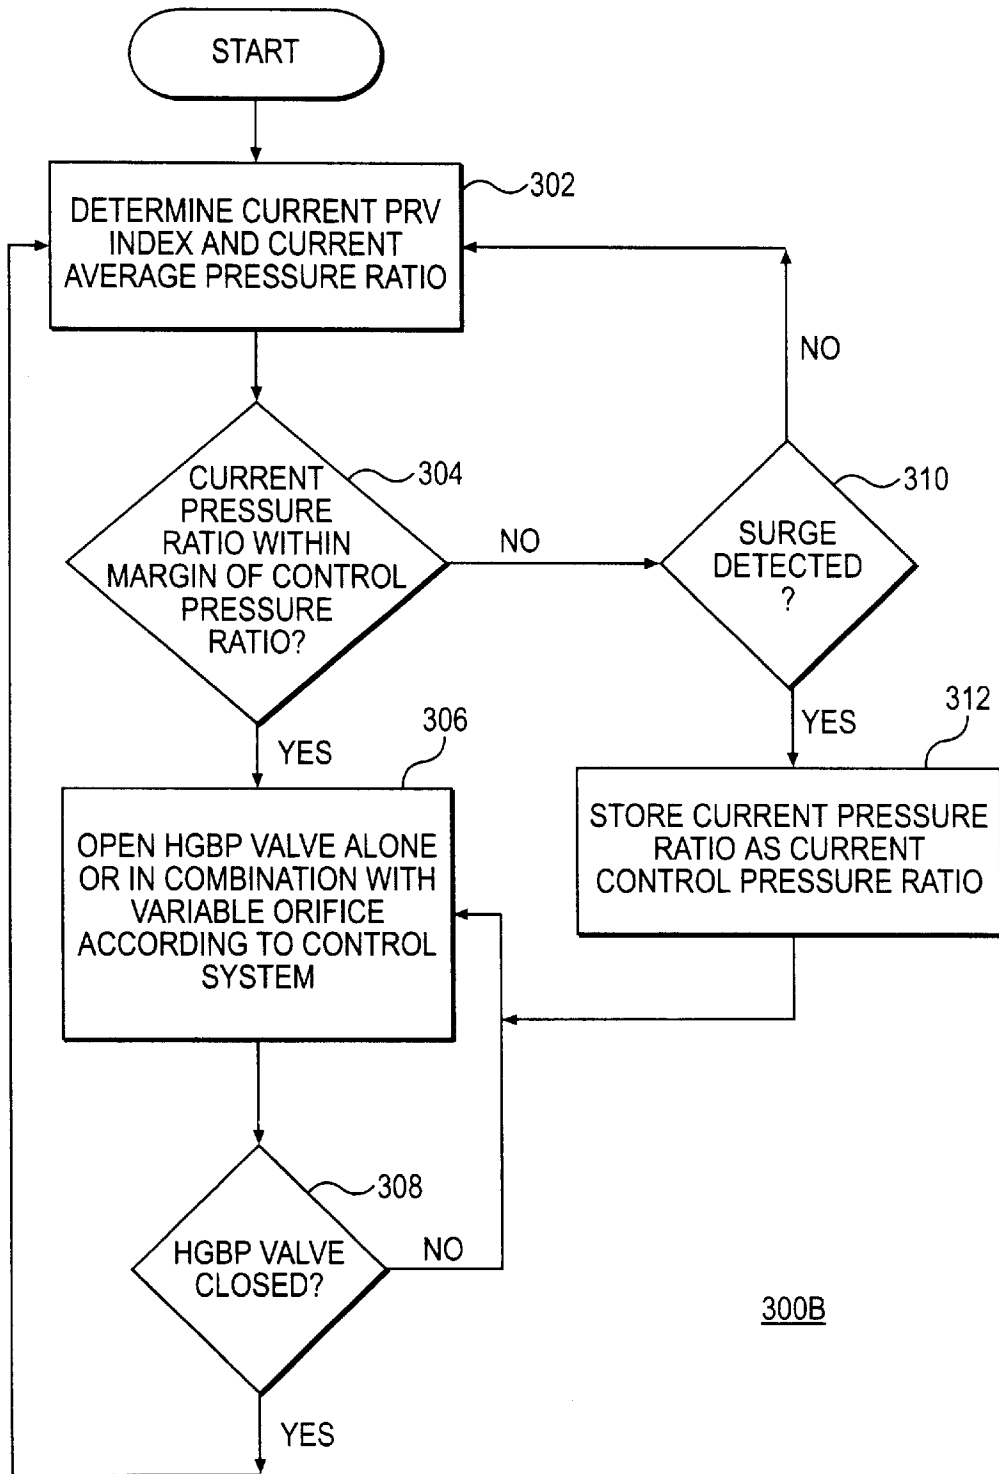 START
302
DETERMINE CURRENT PRV
INDEX AND CURRENT
AVERAGE PRESSURE RATIO
NO
CURRENT
PRESSURE
RATIO WITHIN
MARGIN OF CONTROL
PRESSURE
RATIO?
304
NO
310
SURGE
DETECTED
?
YES
306
YES
312
OPEN HGBP VALVE ALONE
OR IN COMBINATION WITH
VARIABLE ORIFICE
ACCORDING TO CONTROL
SYSTEM
STORE CURRENT PRESSURE
RATIO AS CURRENT
CONTROL PRESSURE RATIO
308
HGBP VALVE
CLOSED?
NO
YES
300B